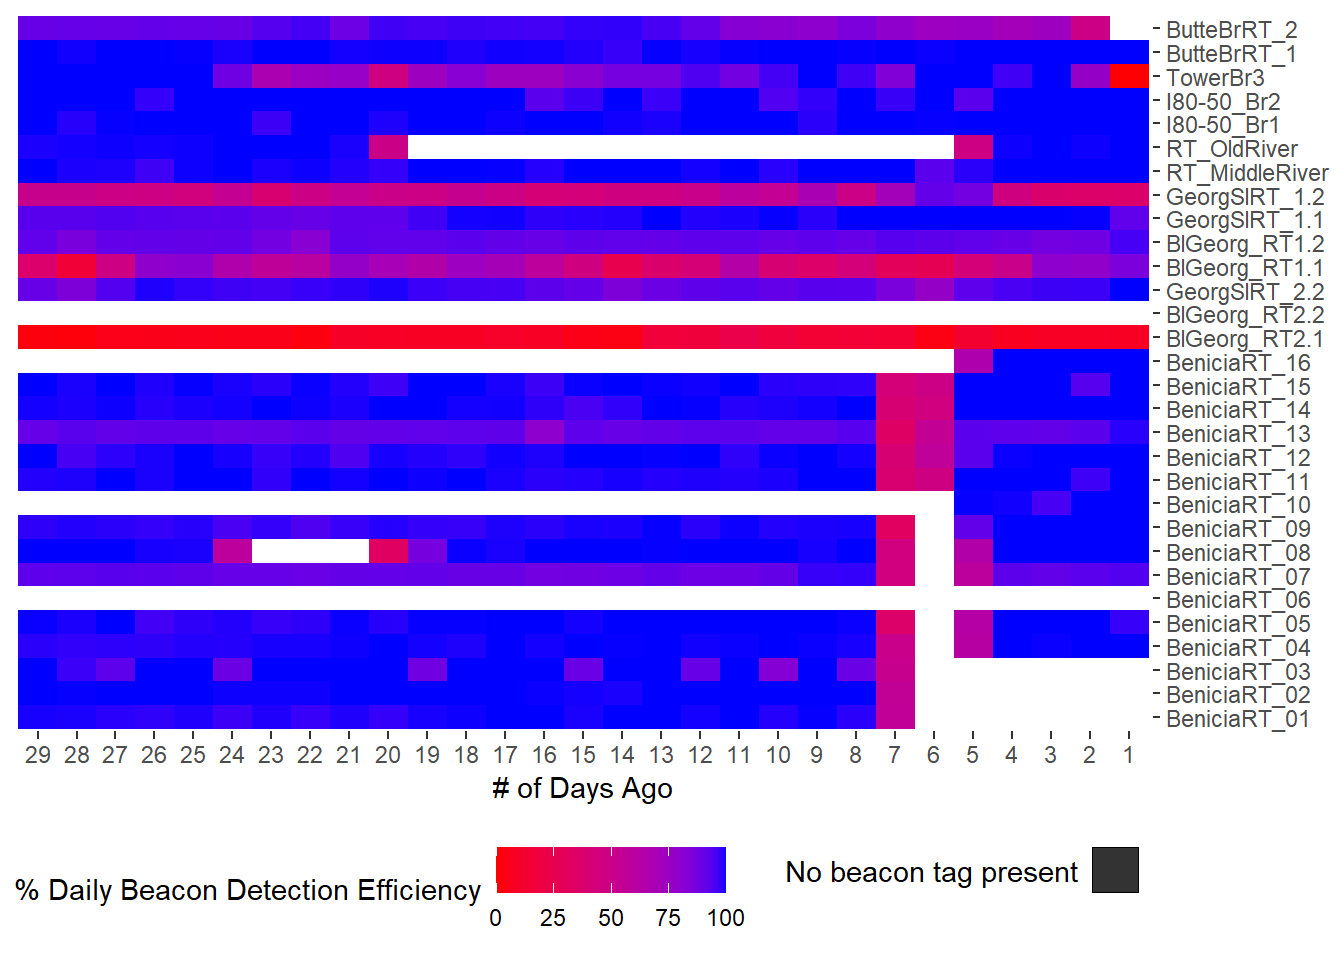 ButteBrRT_2
ButteBrRT_1
TowerBr3
I80-50_Br2
I80-50_Br1
RT_OldRiver
RT_MiddleRiver
GeorgSlRT_1.2
GeorgSlRT_1.1
BlGeorg_RT1.2
BlGeorg_RT1.1
GeorgSlRT_2.2
BlGeorg_RT2.2
BlGeorg_RT2.1
BeniciaRT_16
BeniciaRT_15
BeniciaRT_14
BeniciaRT_13
BeniciaRT_12
BeniciaRT_11
BeniciaRT_10
BeniciaRT_09
BeniciaRT_08
BeniciaRT_07
BeniciaRT_06
BeniciaRT_05
BeniciaRT_04
BeniciaRT_03
BeniciaRT_02
BeniciaRT_01
29 28 27 26 25 24 23 22 21 20 19 18 17 16 15 14 13 12 11 10 9 8 7 6 5 4 3 2 1
# of Days Ago
% Daily Beacon Detection Efficiency
0 25 50 75 100
No beacon tag present